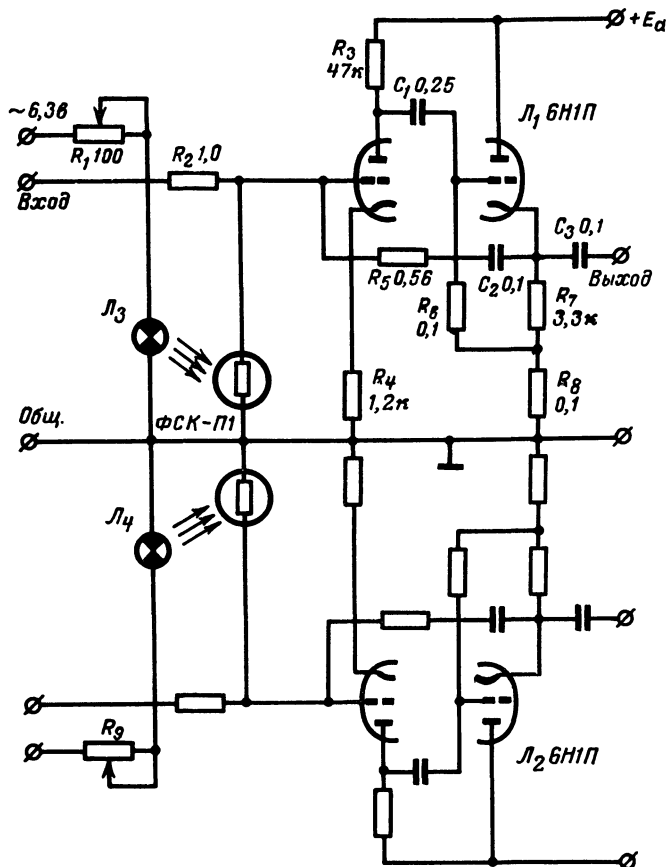 +Eа
R3
47к
C1 0,25
Л1 6Н1П
~6,3в
R1 100
R2 1,0
Вход
C3 0,1
R5 0,56
C2 0,1
Выход
R6
0,1
R7
3,3к
Л3
R4
1,2к
R8
0,1
Общ.
ФСК-П1
Л4
R9
Л2 6Н1П